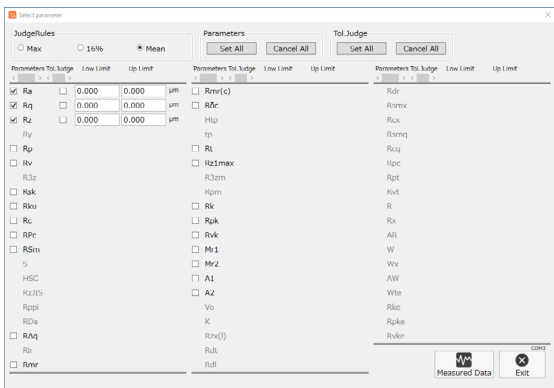 Select parameter
JudgeRules
Max
16%
Mean
Parameters
Set All
Cancel All
Tol.Judge
Set All
Cancel All
Parameters Tol.Judge Low Limit Up Limit
Ra 0.000 0.000 µm
Rq 0.000 0.000 µm
Rz 0.000 0.000 µm
Ry
Rp
Rv
R3z
Rsk
Rku
Rc
RPc
RSm
S
HSC
RzJIS
Rppi
RDa
RΔq
Rlr
Rmr
Parameters Tol.Judge Low Limit Up Limit
Rmr(c)
Rδc
Htp
tp
Rt
Rz1max
R3zm
Rpm
Rk
Rpk
Rvk
Mr1
Mr2
A1
A2
Vo
K
Rzx(l)
Rdt
Rdl
Parameters Tol.Judge Low Limit Up Limit
Rdr
Rsmx
Rcx
Rsmq
Rcq
Rpc
Rpt
Rvt
R
Rx
AR
W
Wx
AW
Wte
Rke
Rpke
Rvke
COM3
Measured Data
Exit